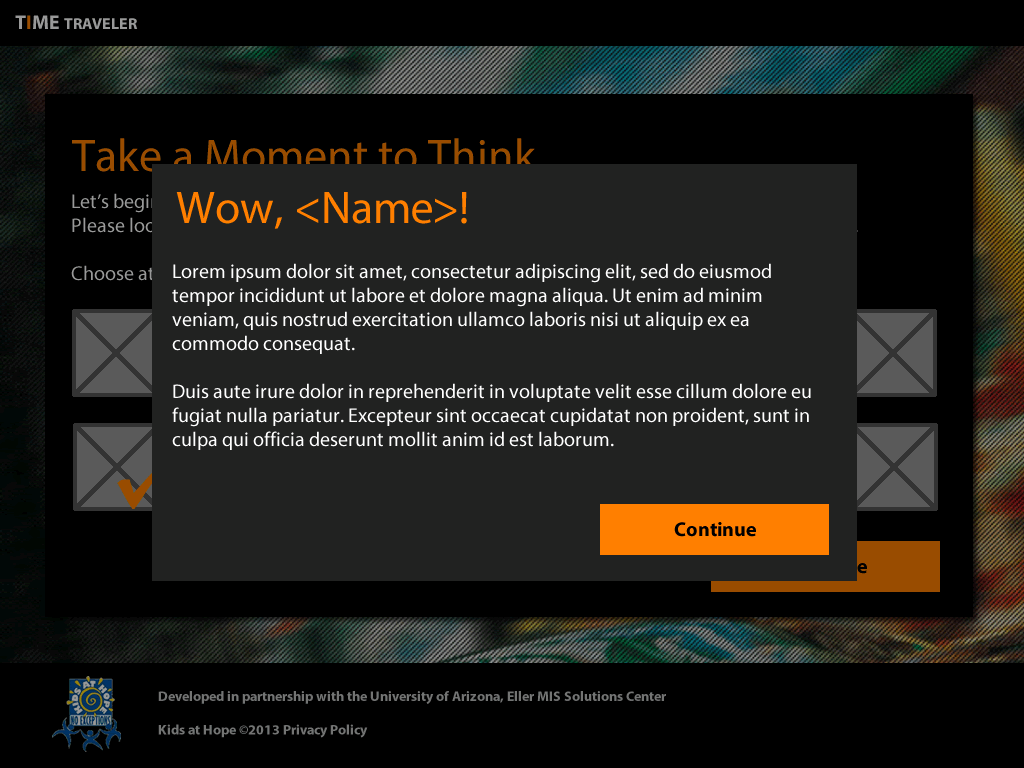 TIME TRAVELER
Take a Moment to Think
Let's begi
Please loo
Choose at
Wow, <Name>!
Lorem ipsum dolor sit amet, consectetur adipiscing elit, sed do eiusmod
tempor incididunt ut labore et dolore magna aliqua. Ut enim ad minim
veniam, quis nostrud exercitation ullamco laboris nisi ut aliquip ex ea
commodo consequat.
Duis aute irure dolor in reprehenderit in voluptate velit esse cillum dolore eu
fugiat nulla pariatur. Excepteur sint occaecat cupidatat non proident, sunt in
culpa qui officia deserunt mollit anim id est laborum.
Continue
e
KIDS AT HOPE
NO EXCEPTIONS
Developed in partnership with the University of Arizona, Eller MIS Solutions Center
Kids at Hope ©2013 Privacy Policy